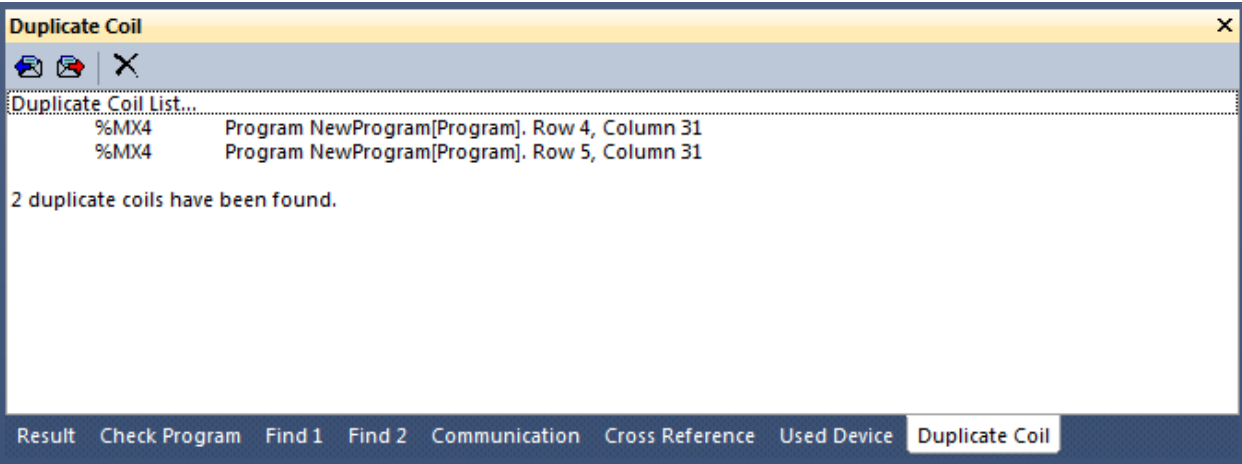 Duplicate Coil
Duplicate Coil List...
%MX4 Program NewProgram[Program]. Row 4, Column 31
%MX4 Program NewProgram[Program]. Row 5, Column 31
2 duplicate coils have been found.
Result Check Program Find 1 Find 2 Communication Cross Reference Used Device Duplicate Coil